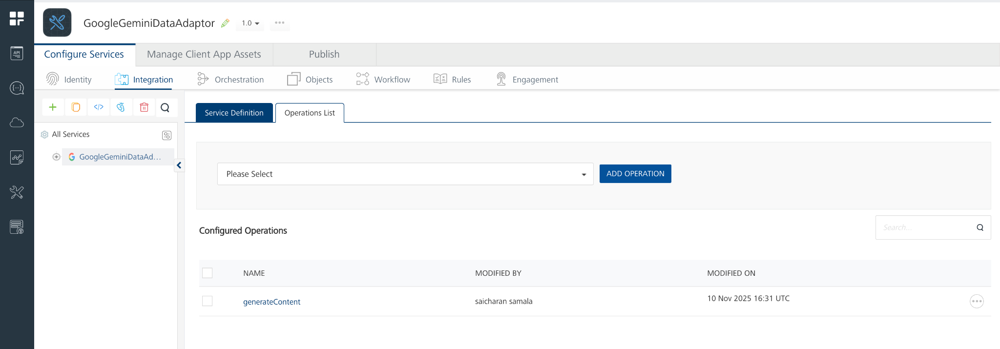 GoogleGeminiDataAdaptor 1.0
Configure Services Manage Client App Assets Publish
API
Identity Integration Orchestration Objects Workflow Rules Engagement
</>
Service Definition Operations List
All Services
GoogleGeminiDataAd...
Please Select ADD OPERATION
Configured Operations
Search...
NAME MODIFIED BY MODIFIED ON
generateContent saicharan samala 10 Nov 2025 16:31 UTC